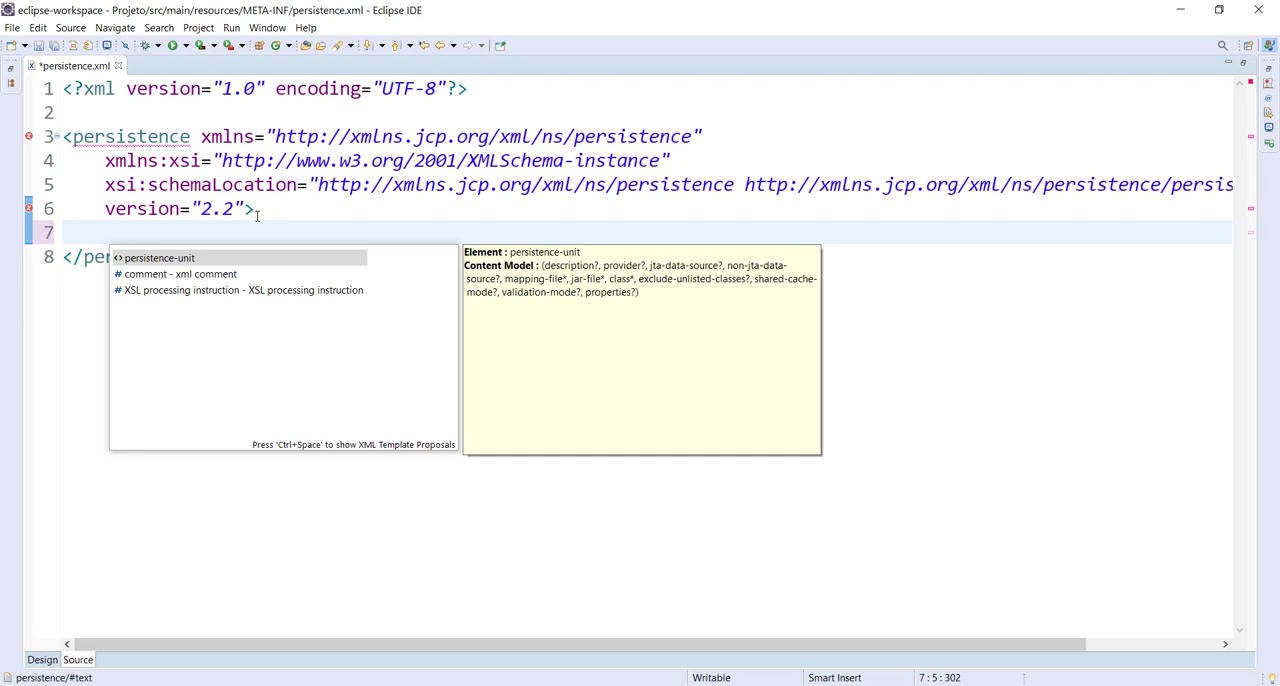 eclipse-workspace - Projeto/src/main/resources/META-INF/persistence.xml - Eclipse IDE
File Edit Source Navigate Search Project Run Window Help
*persistence.xml
1 <?xml version="1.0" encoding="UTF-8"?>
2
3 <persistence xmlns="http://xmlns.jcp.org/xml/ns/persistence"
4 xmlns:xsi="http://www.w3.org/2001/XMLSchema-instance"
5 xsi:schemaLocation="http://xmlns.jcp.org/xml/ns/persistence http://xmlns.jcp.org/xml/ns/persistence/persis
6 version="2.2">
7
8 </per
<> persistence-unit
# comment - xml comment
# XSL processing instruction - XSL processing instruction
Press 'Ctrl+Space' to show XML Template Proposals
Element : persistence-unit
Content Model : (description?, provider?, jta-data-source?, non-jta-data-
source?, mapping-file*, jar-file*, class*, exclude-unlisted-classes?, shared-cache-
mode?, validation-mode?, properties?)
Design Source
persistence/#text Writable Smart Insert 7 : 5 : 302